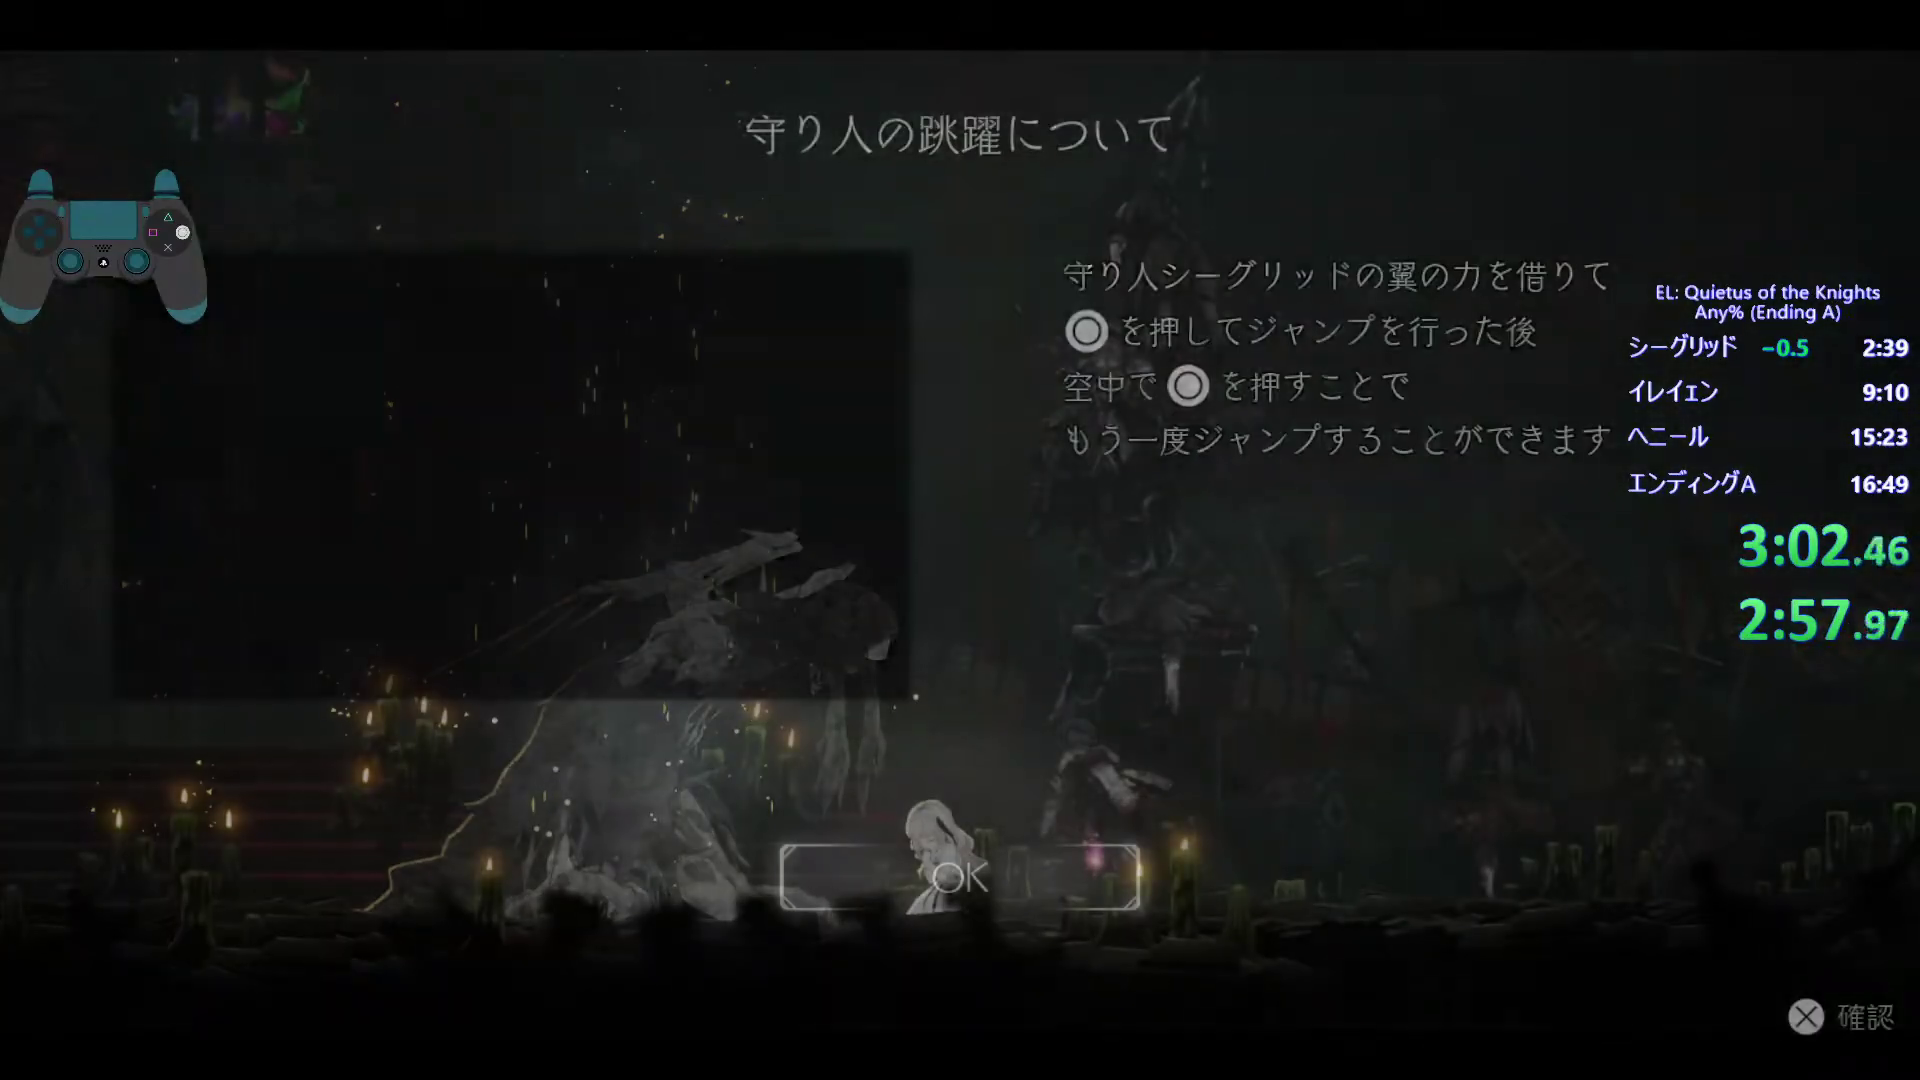 守り人の跳躍について
守り人シーグリッドの翼の力を借りて
を押してジャンプを行った後
空中で を押すことで
もう一度ジャンプすることができます
OK
確認
EL: Quietus of the Knights
Any% (Ending A)
シーグリッド -0.5 2:39
イレイェン 9:10
ヘニール 15:23
エンディングA 16:49
3:02.46
2:57.97